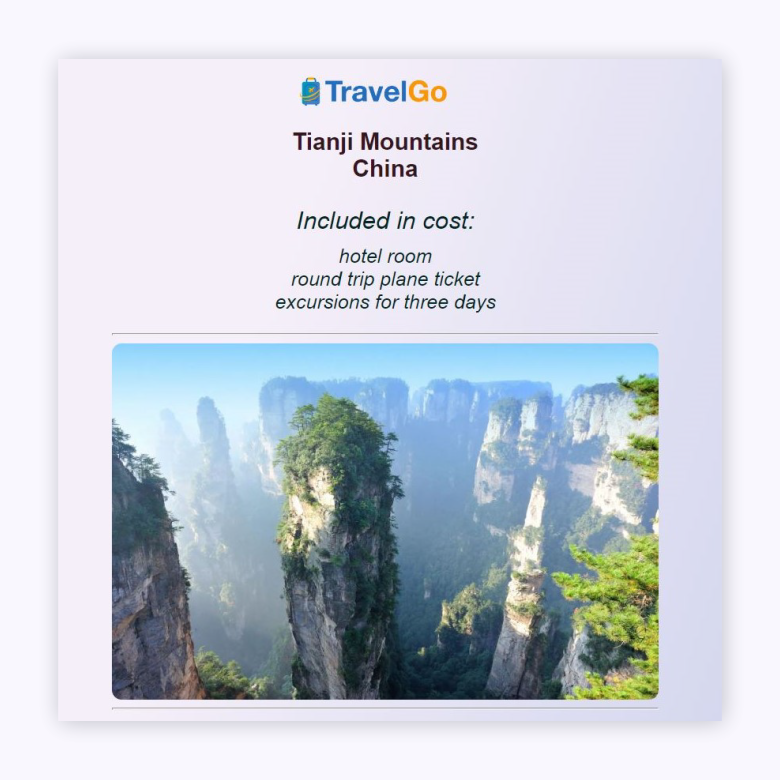 TravelGo
Tianji Mountains
China
Included in cost:
hotel room
round trip plane ticket
excursions for three days